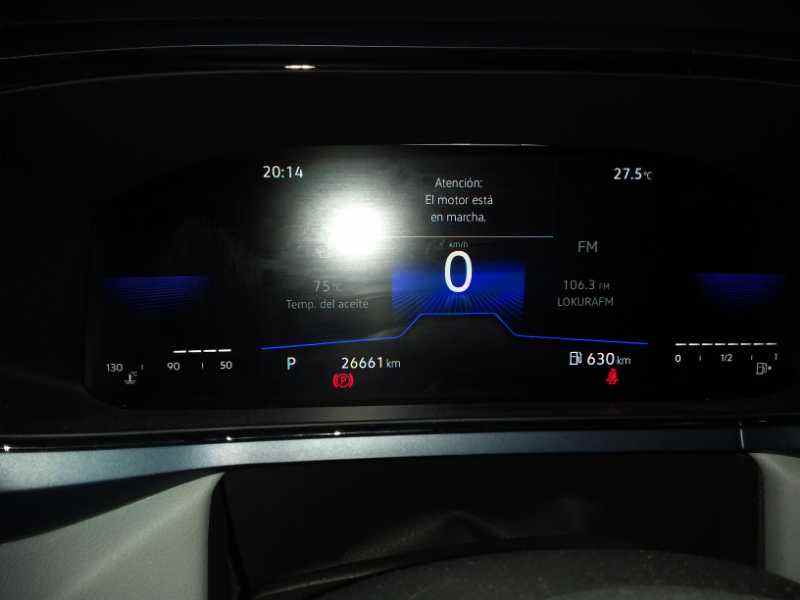 20:14
27.5°C
Atención:
El motor está
en marcha.
km/h
0
FM
75°C
Temp. del aceite
106.3 FM
LOKURAFM
130 90 50
°C
P
26661 km
630 km
0 1/2 1
(P)